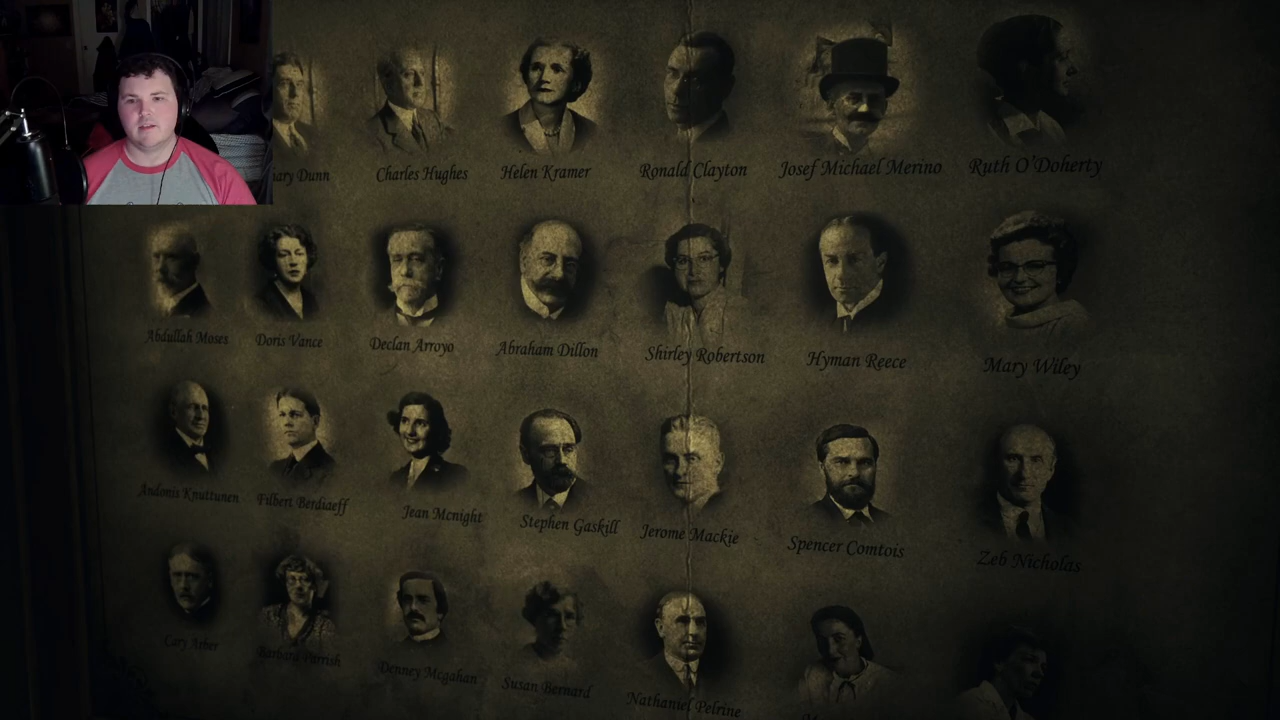 Dunn
Charles Hughes
Helen Kramer
Ronald Clayton
Josef Michael Merino
Ruth O'Doherty
Abdullah Moses
Doris Vance
Declan Arroyo
Abraham Dillon
Shirley Robertson
Hyman Reece
Mary Wiley
Andonis Knuttunen
Filbert Berdiaeff
Jean Mcnight
Stephen Gaskill
Jerome Mackie
Spencer Comtois
Zeb Nicholas
Cary Arber
Barbara Parrish
Denney Mcgahan
Susan Bernard
Nathaniel Pelrine